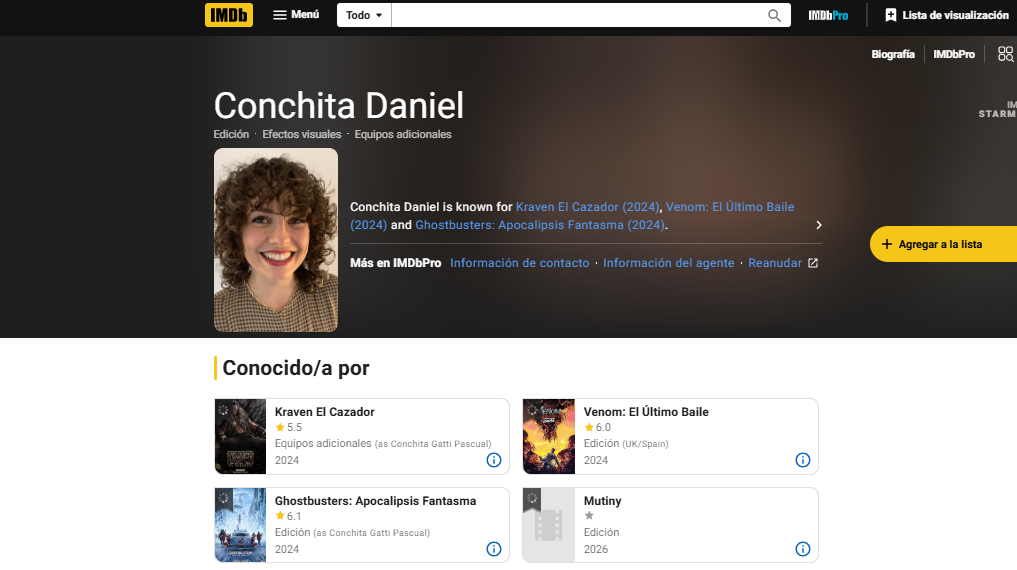 IMDb Menú Todo IMDbPro Lista de visualización
Biografía IMDbPro
Conchita Daniel
IM
STARM
Edición · Efectos visuales · Equipos adicionales
Conchita Daniel is known for Kraven El Cazador (2024), Venom: El Último Baile
(2024) and Ghostbusters: Apocalipsis Fantasma (2024).
+ Agregar a la lista
Más en IMDbPro Información de contacto · Información del agente · Reanudar
Conocido/a por
Kraven El Cazador
5.5
Equipos adicionales (as Conchita Gatti Pascual)
2024
Venom: El Último Baile
6.0
Edición (UK/Spain)
2024
Ghostbusters: Apocalipsis Fantasma
6.1
Edición (as Conchita Gatti Pascual)
2024
Mutiny
Edición
2026